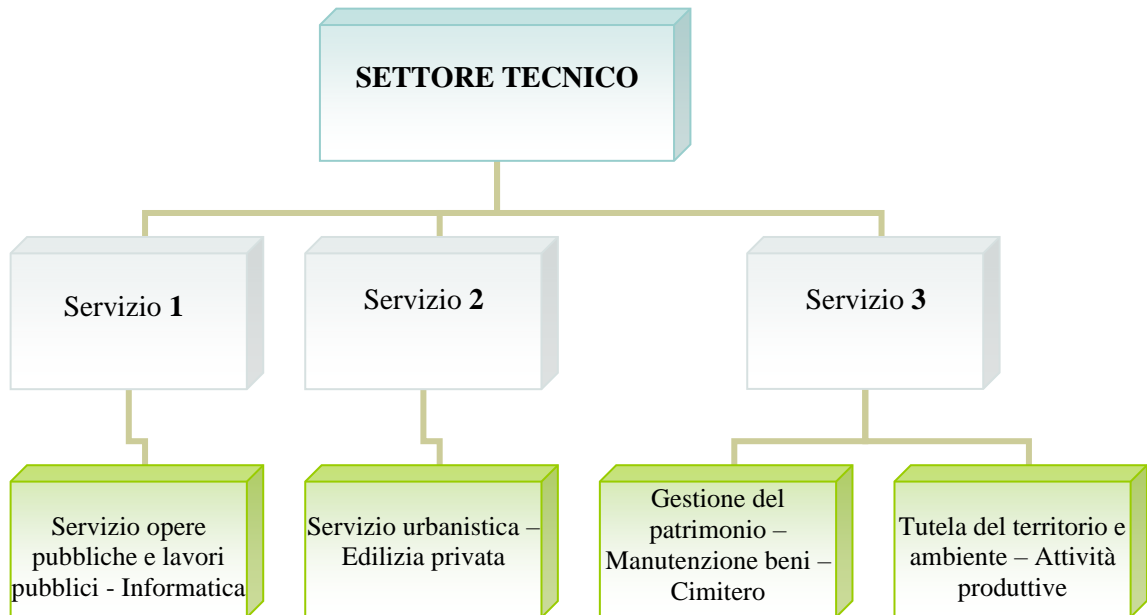 SETTORE TECNICO
Servizio 1
Servizio 2
Servizio 3
Servizio opere
pubbliche e lavori
pubblici - Informatica
Servizio urbanistica –
Edilizia privata
Gestione del
patrimonio –
Manutenzione beni –
Cimitero
Tutela del territorio e
ambiente – Attività
produttive